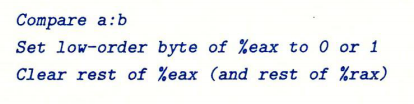 Compare a:b
Set low-order byte of %eax to 0 or 1
Clear rest of %eax (and rest of %rax)